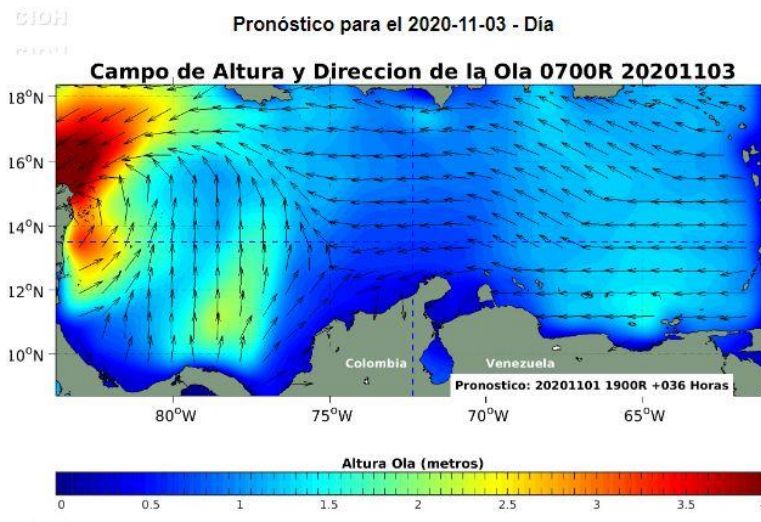 CIOH
Pronóstico para el 2020-11-03 - Día
Campo de Altura y Direccion de la Ola 0700R 20201103
18°N
16°N
14°N
12°N
10°N
Colombia Venezuela
Pronostico: 20201101 1900R +036 Horas
80°W 75°W 70°W 65°W
Altura Ola (metros)
0 0.5 1 1.5 2 2.5 3 3.5